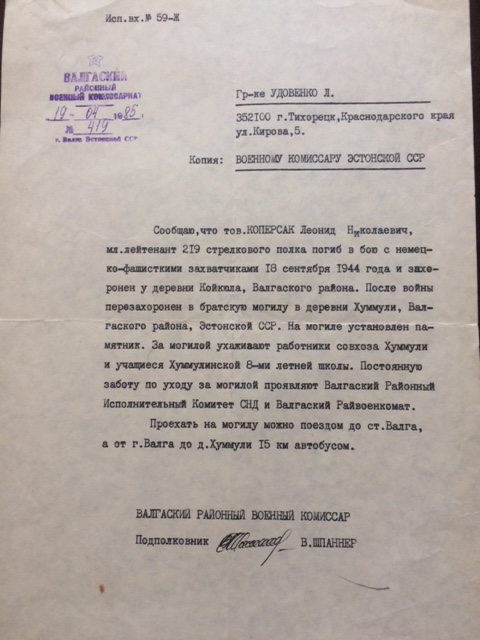 Исп.вх.№ 59-Ж
ВАЛГАСКИЙ
РАЙОННЫЙ
ВОЕННЫЙ КОМИССАРИАТ
19 - 04 1985 г.
№ 419
г. Валга Эстонской ССР
Гр-ке УДОВЕНКО Л.
352100 г.Тихорецк,Краснодарского края
ул.Кирова,5.
Копия: ВОЕННОМУ КОМИССАРУ ЭСТОНСКОЙ ССР
Сообщаю,что тов.КОПЕРСАК Леонид Николаевич,
мл.лейтенант 219 стрелкового полка погиб в бою с немец-
ко-фашисткими захватчиками 18 сентября 1944 года и захо-
ронен у деревни Койкюла, Валгаского района. После войны
перезахоронен в братскую могилу в деревни Хуммули, Вал-
гаского района, Эстонской ССР. На могиле установлен па-
мятник. За могилой ухаживают работники совхоза Хуммули
и учащиеся Хуммулинской 8-ми летней школы. Постоянную
заботу по уходу за могилой проявляют Валгаский Районный
Исполнительный Комитет СНД и Валгаский Райвоенкомат.
Проехать на могилу можно поездом до ст.Валга,
а от г.Валга до д.Хуммули 15 км автобусом.
ВАЛГАСКИЙ РАЙОННЫЙ ВОЕННЫЙ КОМИССАР
Подполковник В.ШПАННЕР